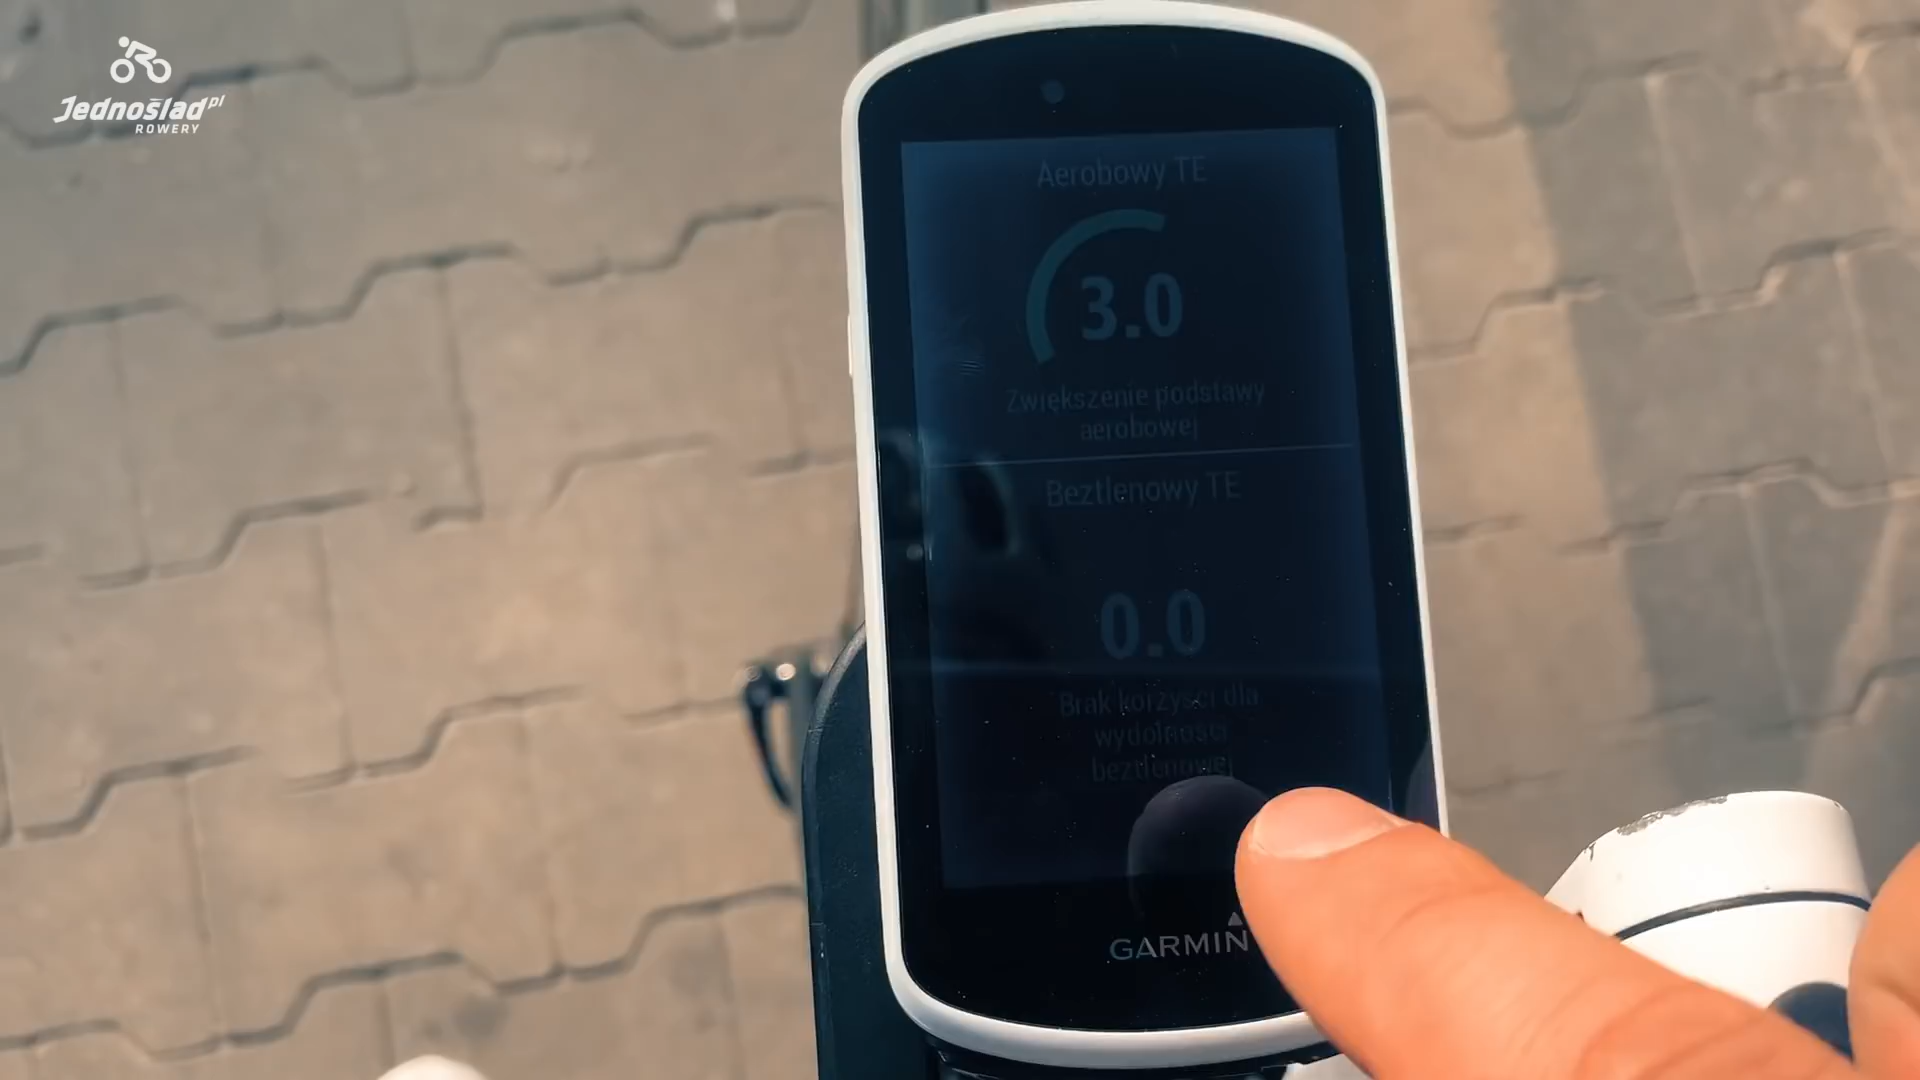 Jednoślad.pl
ROWERY
Aerobowy TE
3.0
Zwiększenie podstawy
aerobowej
Beztlenowy TE
0.0
Brak korzyści dla
wydolności
beztlenowej
GARMIN